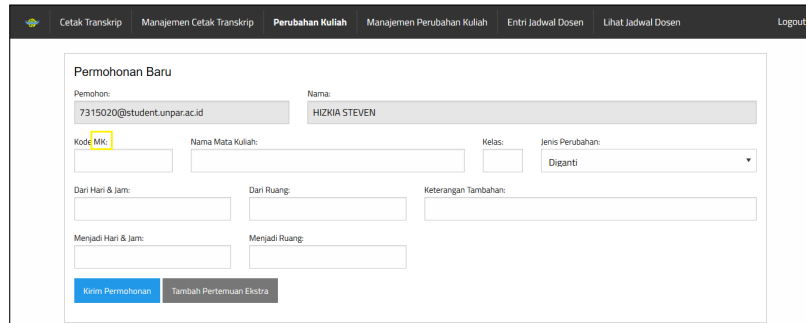 Cetak Transkrip Manajemen Cetak Transkrip Perubahan Kuliah Manajemen Perubahan Kuliah Entri Jadwal Dosen Lihat Jadwal Dosen Logout
Permohonan Baru
Pemohon: Nama:
7315020@student.unpar.ac.id HIZKIA STEVEN
Kode MK: Nama Mata Kuliah: Kelas: Jenis Perubahan:
Diganti
Dari Hari & Jam: Dari Ruang: Keterangan Tambahan:
Menjadi Hari & Jam: Menjadi Ruang:
Kirim Permohonan Tambah Pertemuan Ekstra